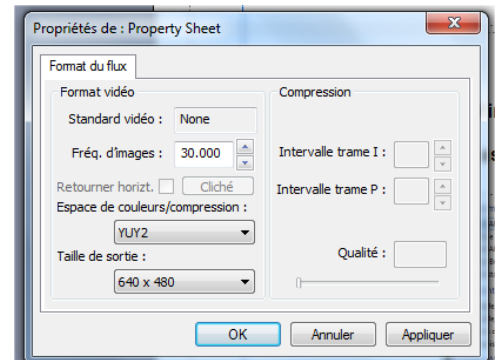 Propriétés de : Property Sheet
Format du flux
Format vidéo
Standard vidéo : None
Fréq. d'images : 30.000
Retourner horizt. Cliché
Espace de couleurs/compression :
YUY2
Taille de sortie :
640 x 480
Compression
Intervalle trame I :
Intervalle trame P :
Qualité :
OK Annuler Appliquer